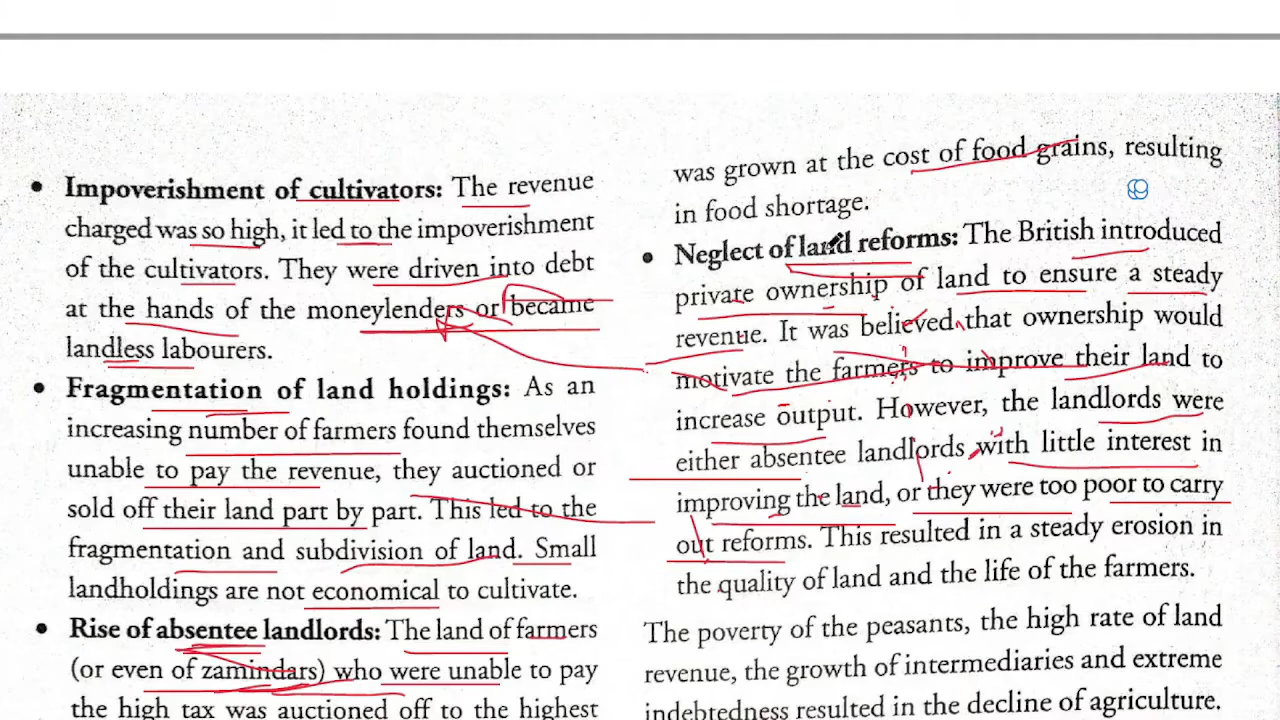 • Impoverishment of cultivators: The revenue
charged was so high, it led to the impoverishment
of the cultivators. They were driven into debt
at the hands of the moneylenders or became
landless labourers.
• Fragmentation of land holdings: As an
increasing number of farmers found themselves
unable to pay the revenue, they auctioned or
sold off their land part by part. This led to the
fragmentation and subdivision of land. Small
landholdings are not economical to cultivate.
• Rise of absentee landlords: The land of farmers
(or even of zamindars) who were unable to pay
the high tax was auctioned off to the highest
was grown at the cost of food grains, resulting
in food shortage.
• Neglect of land reforms: The British introduced
private ownership of land to ensure a steady
revenue. It was believed that ownership would
motivate the farmers to improve their land to
increase output. However, the landlords were
either absentee landlords with little interest in
improving the land, or they were too poor to carry
out reforms. This resulted in a steady erosion in
the quality of land and the life of the farmers.
The poverty of the peasants, the high rate of land
revenue, the growth of intermediaries and extreme
indebtedness resulted in the decline of agriculture.